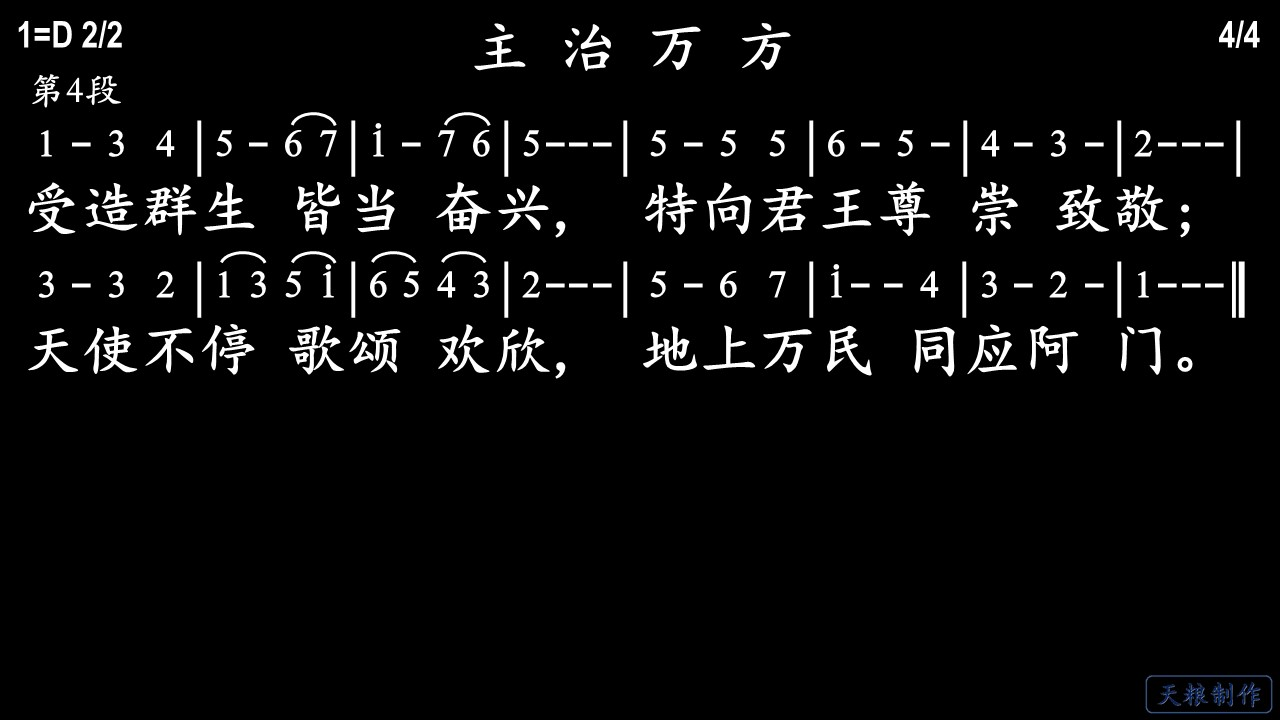 1=D 2/2
主治万方
4/4
第4段
1 - 3 4 | 5 - 6 7 | i - 7 6 | 5 - - - | 5 - 5 5 | 6 - 5 - | 4 - 3 - | 2 - - - |
受造群生 皆当 奋兴， 特向君王尊 崇 致敬；
3 - 3 2 | 1 3 5 i | 6 5 4 3 | 2 - - - | 5 - 6 7 | i - - 4 | 3 - 2 - | 1 - - - ‖
天使不停 歌颂 欢欣， 地上万民 同应阿 门。
天粮制作